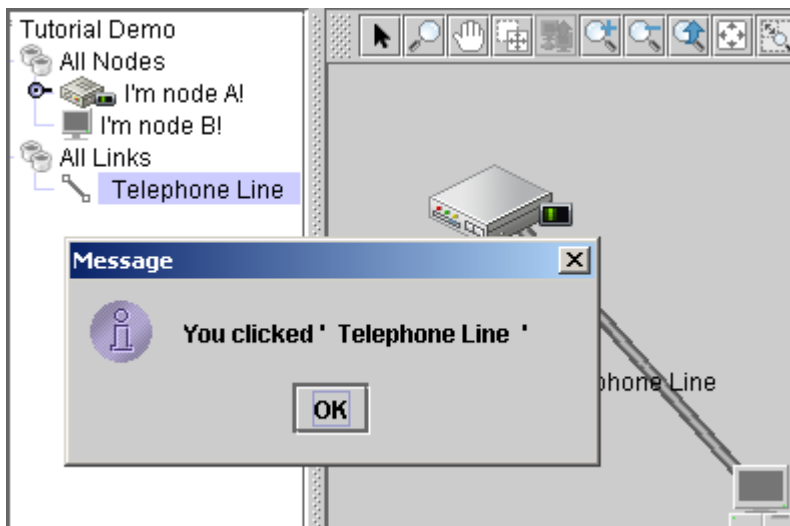 Tutorial Demo
All Nodes
I'm node A!
I'm node B!
All Links
Telephone Line
Message
You clicked ' Telephone Line '
OK
phone Line